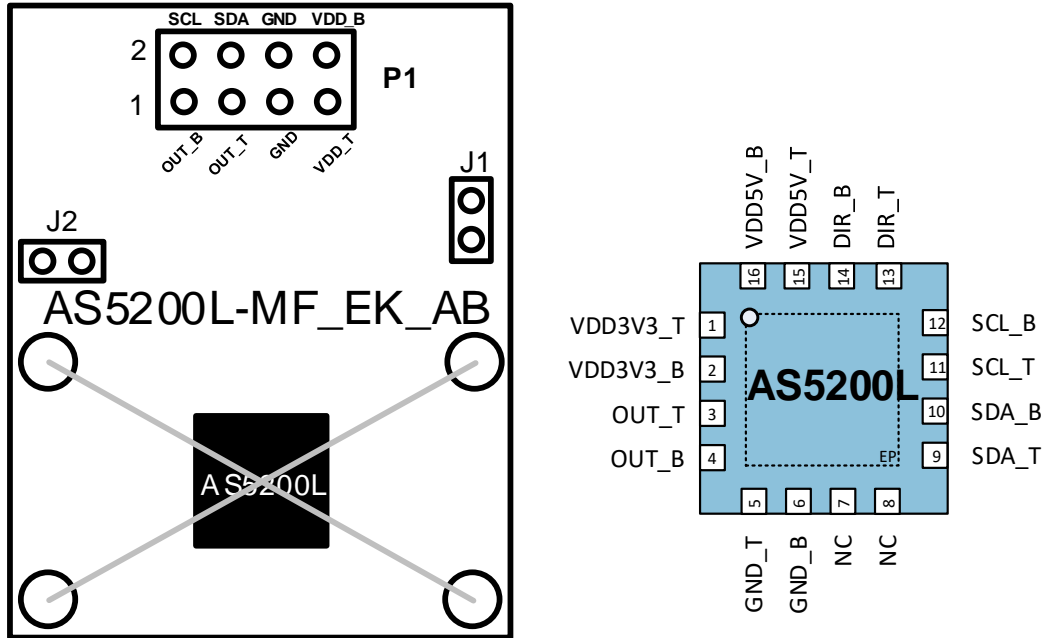 SCL SDA GND VDD_B
2
P1
1
OUT_B OUT_T GND VDD_T
J1
J2
AS5200L-MF_EK_AB
AS5200L
VDD5V_B VDD5V_T DIR_B DIR_T
16 15 14 13
VDD3V3_T 1
VDD3V3_B 2
OUT_T 3
OUT_B 4
12 SCL_B
11 SCL_T
10 SDA_B
9 SDA_T
AS5200L
EP
5 6 7 8
GND_T GND_B NC NC